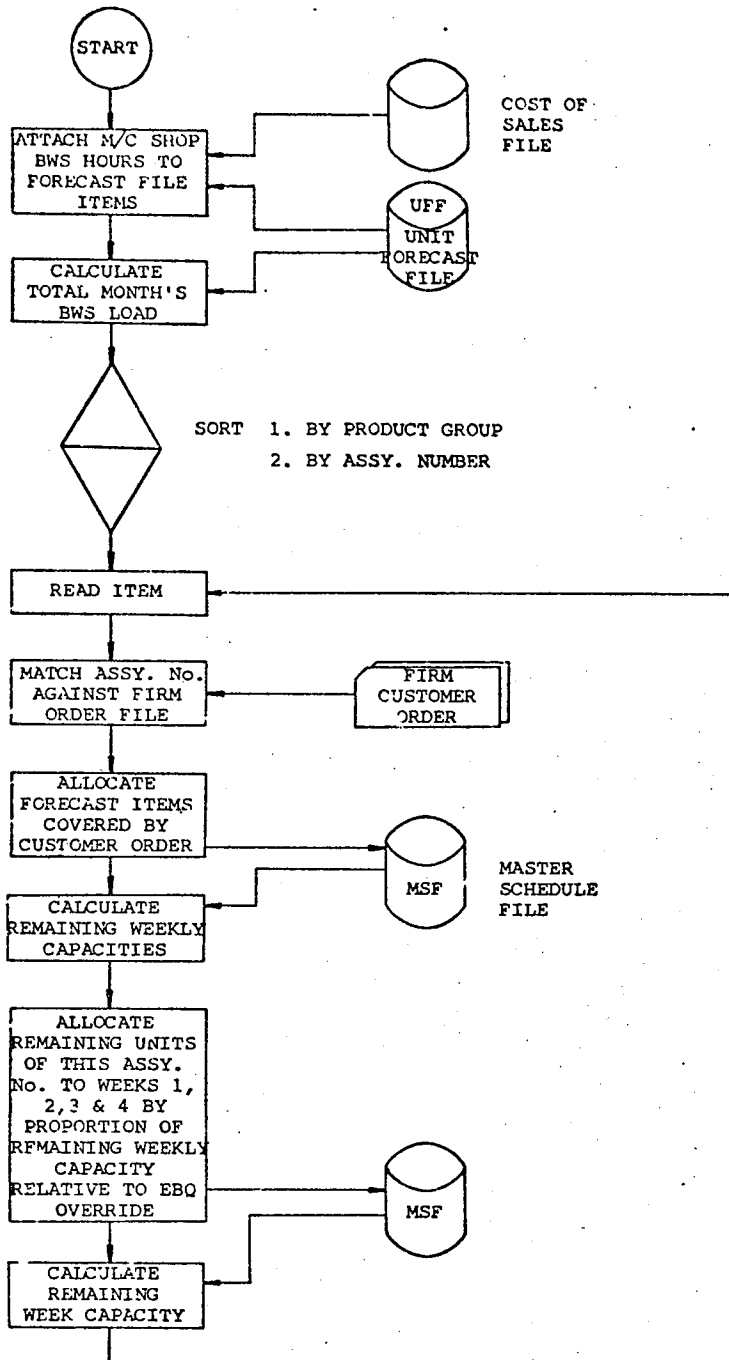 START
COST OF
SALES
FILE
ATTACH M/C SHOP
BWS HOURS TO
FORECAST FILE
ITEMS
UFF
UNIT
FORECAST
FILE
CALCULATE
TOTAL MONTH'S
BWS LOAD
SORT 1. BY PRODUCT GROUP
2. BY ASSY. NUMBER
READ ITEM
MATCH ASSY. No.
AGAINST FIRM
ORDER FILE
FIRM
CUSTOMER
ORDER
ALLOCATE
FORECAST ITEMS
COVERED BY
CUSTOMER ORDER
MSF
MASTER
SCHEDULE
FILE
CALCULATE
REMAINING WEEKLY
CAPACITIES
ALLOCATE
REMAINING UNITS
OF THIS ASSY.
No. TO WEEKS 1,
2,3 & 4 BY
PROPORTION OF
REMAINING WEEKLY
CAPACITY
RELATIVE TO EBQ
OVERRIDE
MSF
CALCULATE
REMAINING
WEEK CAPACITY